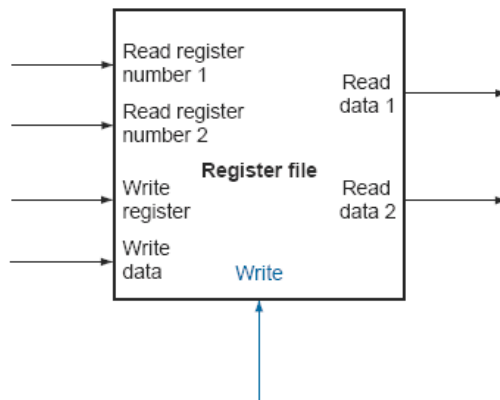 Read register
number 1
Read register
number 2
Register file
Write
register
Write
data
Read
data 1
Read
data 2
Write